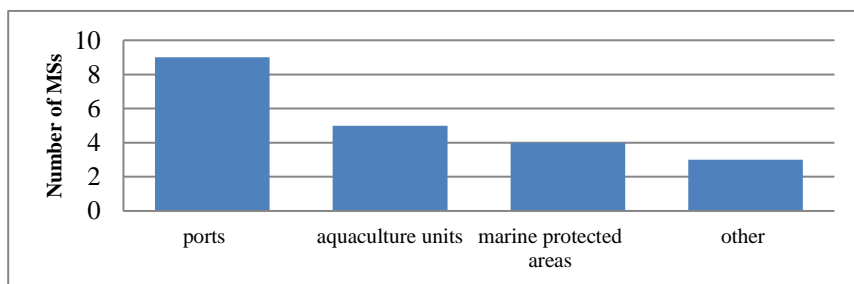 Number of MSs
10
8
6
4
2
0
ports
aquaculture units
marine protected
areas
other